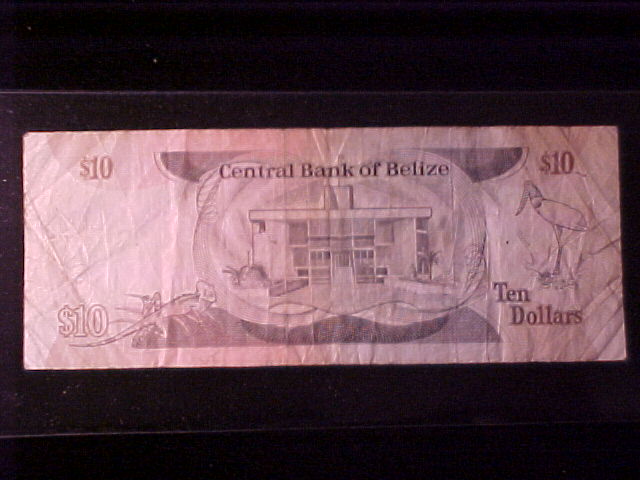 $10
Central Bank of Belize
$10
$10
Ten
Dollars